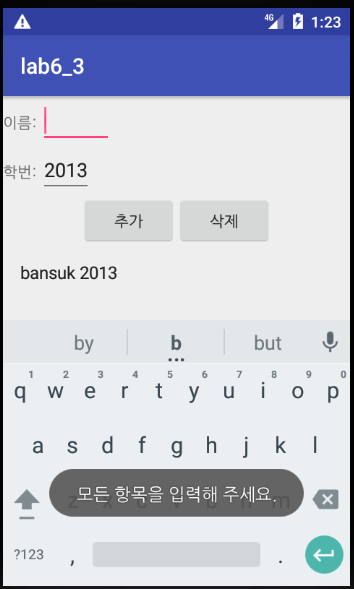 4G 1:23
lab6_3
이름:
학번: 2013
추가 삭제
bansuk 2013
by b but
1 2 3 4 5 6 7 8 9 0
q w e r t y u i o p
a s d f g h j k l
모든 항목을 입력해 주세요.
?123 , .